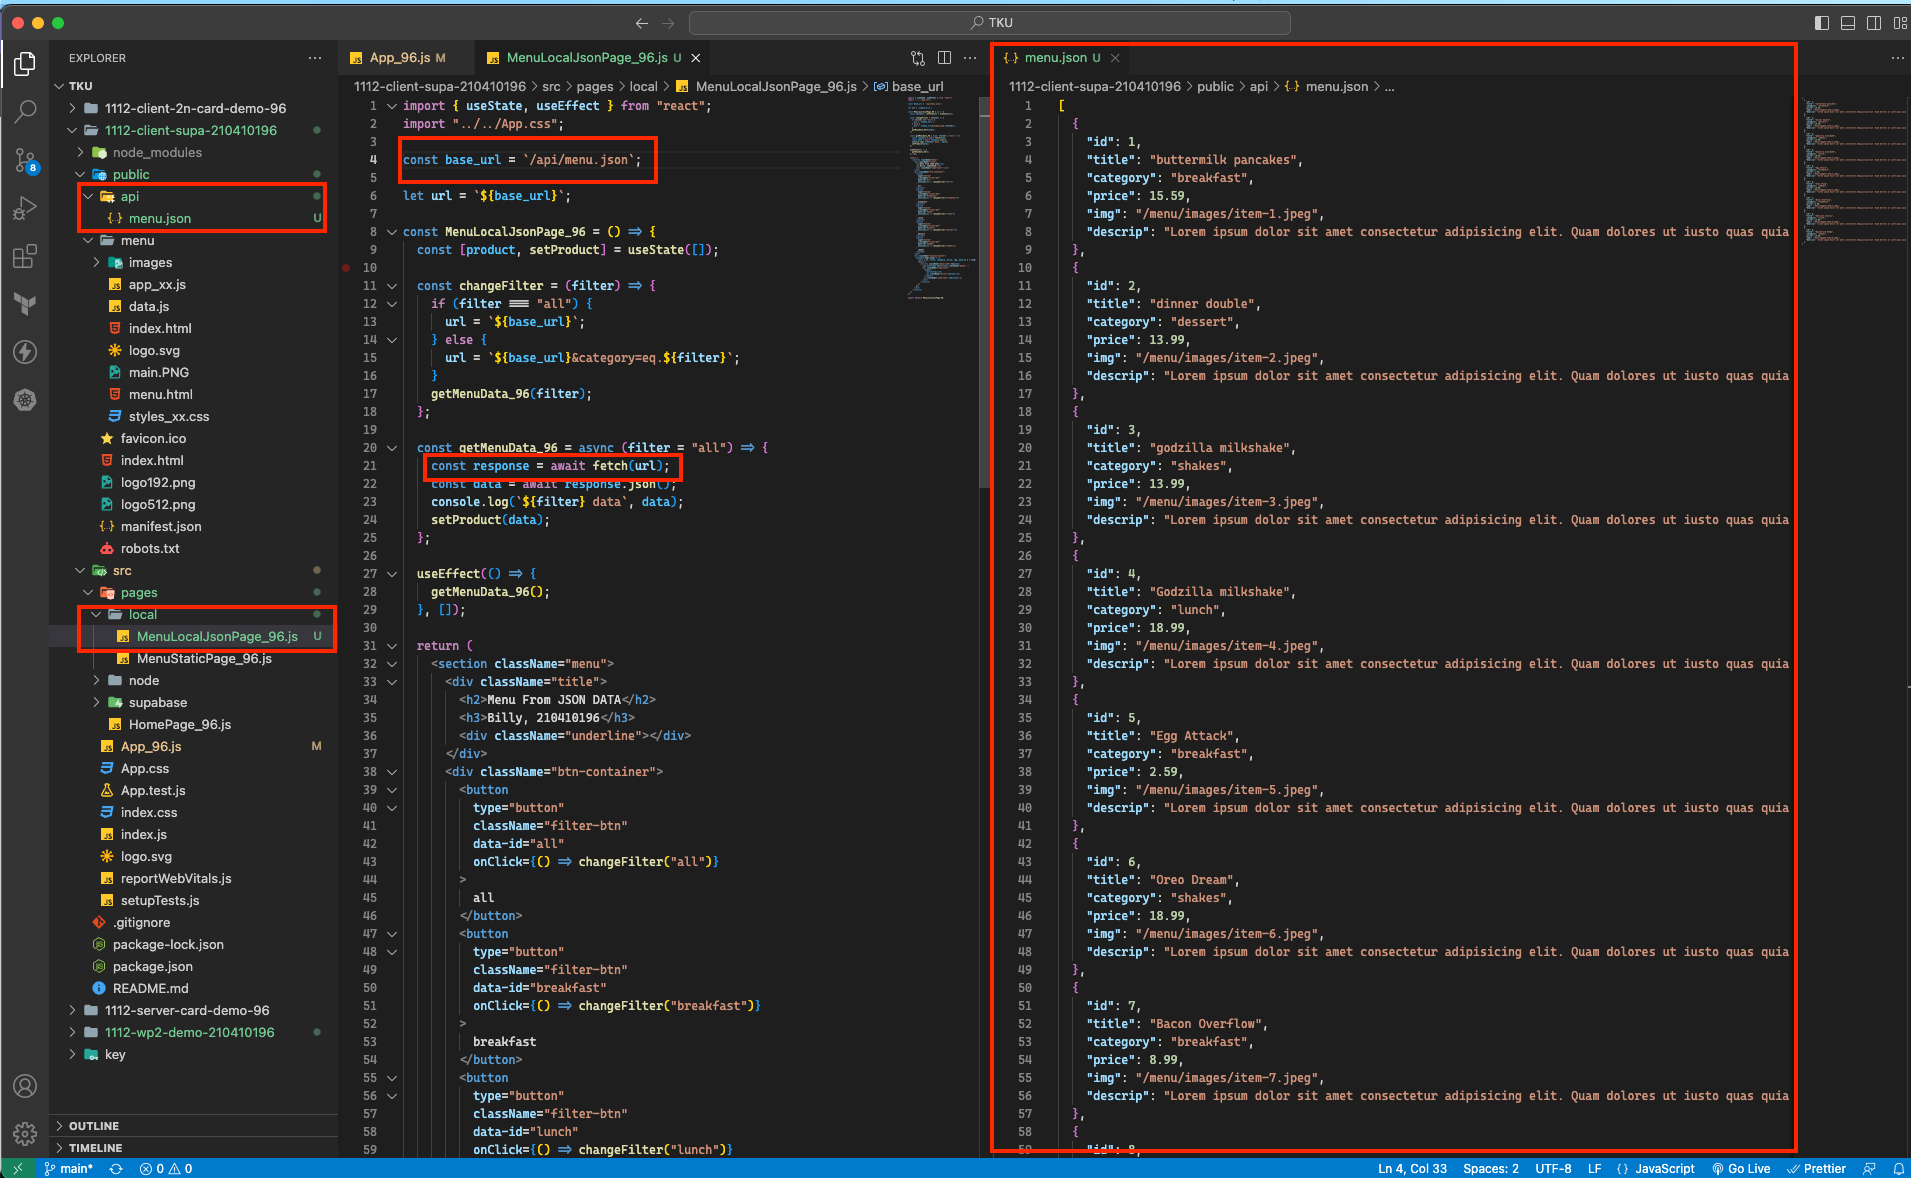 TKU
EXPLORER
TKU
1112-client-2n-card-demo-96
1112-client-supa-210410196
node_modules
public
api
menu.json U
menu
images
app_xx.js
data.js
index.html
logo.svg
main.PNG
menu.html
styles_xx.css
favicon.ico
index.html
logo192.png
logo512.png
manifest.json
robots.txt
src
pages
local
MenuLocalJsonPage_96.js U
MenuStaticPage_96.js
node
supabase
HomePage_96.js
App_96.js M
App.css
App.test.js
index.css
index.js
logo.svg
reportWebVitals.js
setupTests.js
.gitignore
package-lock.json
package.json
README.md
1112-server-card-demo-96
1112-wp2-demo-210410196
key
OUTLINE
TIMELINE
8
App_96.js M
MenuLocalJsonPage_96.js U
1112-client-supa-210410196 > src > pages > local > MenuLocalJsonPage_96.js > base_url
1 import { useState, useEffect } from "react";
2 import "../../App.css";
3
4 const base_url = `/api/menu.json`;
5
6 let url = `${base_url}`;
7
8 const MenuLocalJsonPage_96 = () => {
9 const [product, setProduct] = useState([]);
10
11 const changeFilter = (filter) => {
12 if (filter === "all") {
13 url = `${base_url}`;
14 } else {
15 url = `${base_url}&category=eq.${filter}`;
16 }
17 getMenuData_96(filter);
18 };
19
20 const getMenuData_96 = async (filter = "all") => {
21 const response = await fetch(url);
22 const data = await response.json();
23 console.log(`${filter} data`, data);
24 setProduct(data);
25 };
26
27 useEffect(() => {
28 getMenuData_96();
29 }, []);
30
31 return (
32 <section className="menu">
33 <div className="title">
34 <h2>Menu From JSON DATA</h2>
35 <h3>Billy, 210410196</h3>
36 <div className="underline"></div>
37 </div>
38 <div className="btn-container">
39 <button
40 type="button"
41 className="filter-btn"
42 data-id="all"
43 onClick={() => changeFilter("all")}
44 >
45 all
46 </button>
47 <button
48 type="button"
49 className="filter-btn"
50 data-id="breakfast"
51 onClick={() => changeFilter("breakfast")}
52 >
53 breakfast
54 </button>
55 <button
56 type="button"
57 className="filter-btn"
58 data-id="lunch"
59 onClick={() => changeFilter("lunch")}
menu.json U
1112-client-supa-210410196 > public > api > menu.json > ...
1 [
2 {
3 "id": 1,
4 "title": "buttermilk pancakes",
5 "category": "breakfast",
6 "price": 15.59,
7 "img": "/menu/images/item-1.jpeg",
8 "descrip": "Lorem ipsum dolor sit amet consectetur adipisicing elit. Quam dolores ut iusto quas quia
9 },
10 {
11 "id": 2,
12 "title": "dinner double",
13 "category": "dessert",
14 "price": 13.99,
15 "img": "/menu/images/item-2.jpeg",
16 "descrip": "Lorem ipsum dolor sit amet consectetur adipisicing elit. Quam dolores ut iusto quas quia
17 },
18 {
19 "id": 3,
20 "title": "godzilla milkshake",
21 "category": "shakes",
22 "price": 13.99,
23 "img": "/menu/images/item-3.jpeg",
24 "descrip": "Lorem ipsum dolor sit amet consectetur adipisicing elit. Quam dolores ut iusto quas quia
25 },
26 {
27 "id": 4,
28 "title": "Godzilla milkshake",
29 "category": "lunch",
30 "price": 18.99,
31 "img": "/menu/images/item-4.jpeg",
32 "descrip": "Lorem ipsum dolor sit amet consectetur adipisicing elit. Quam dolores ut iusto quas quia
33 },
34 {
35 "id": 5,
36 "title": "Egg Attack",
37 "category": "breakfast",
38 "price": 2.59,
39 "img": "/menu/images/item-5.jpeg",
40 "descrip": "Lorem ipsum dolor sit amet consectetur adipisicing elit. Quam dolores ut iusto quas quia
41 },
42 {
43 "id": 6,
44 "title": "Oreo Dream",
45 "category": "shakes",
46 "price": 18.99,
47 "img": "/menu/images/item-6.jpeg",
48 "descrip": "Lorem ipsum dolor sit amet consectetur adipisicing elit. Quam dolores ut iusto quas quia
49 },
50 {
51 "id": 7,
52 "title": "Bacon Overflow",
53 "category": "breakfast",
54 "price": 8.99,
55 "img": "/menu/images/item-7.jpeg",
56 "descrip": "Lorem ipsum dolor sit amet consectetur adipisicing elit. Quam dolores ut iusto quas quia
57 },
58 {
59 "id": 8,
main* 0 0
Ln 4, Col 33 Spaces: 2 UTF-8 LF {} JavaScript Go Live Prettier